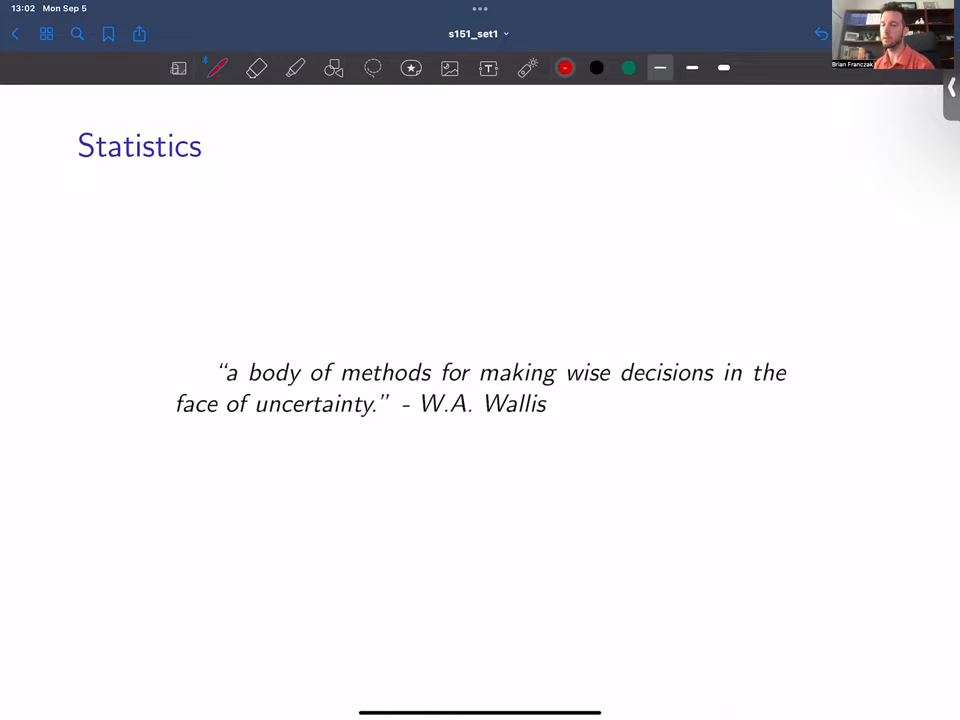 13:02 Mon Sep 5
s151_set1
Brian Franczak
Statistics
“a body of methods for making wise decisions in the
face of uncertainty.” - W.A. Wallis